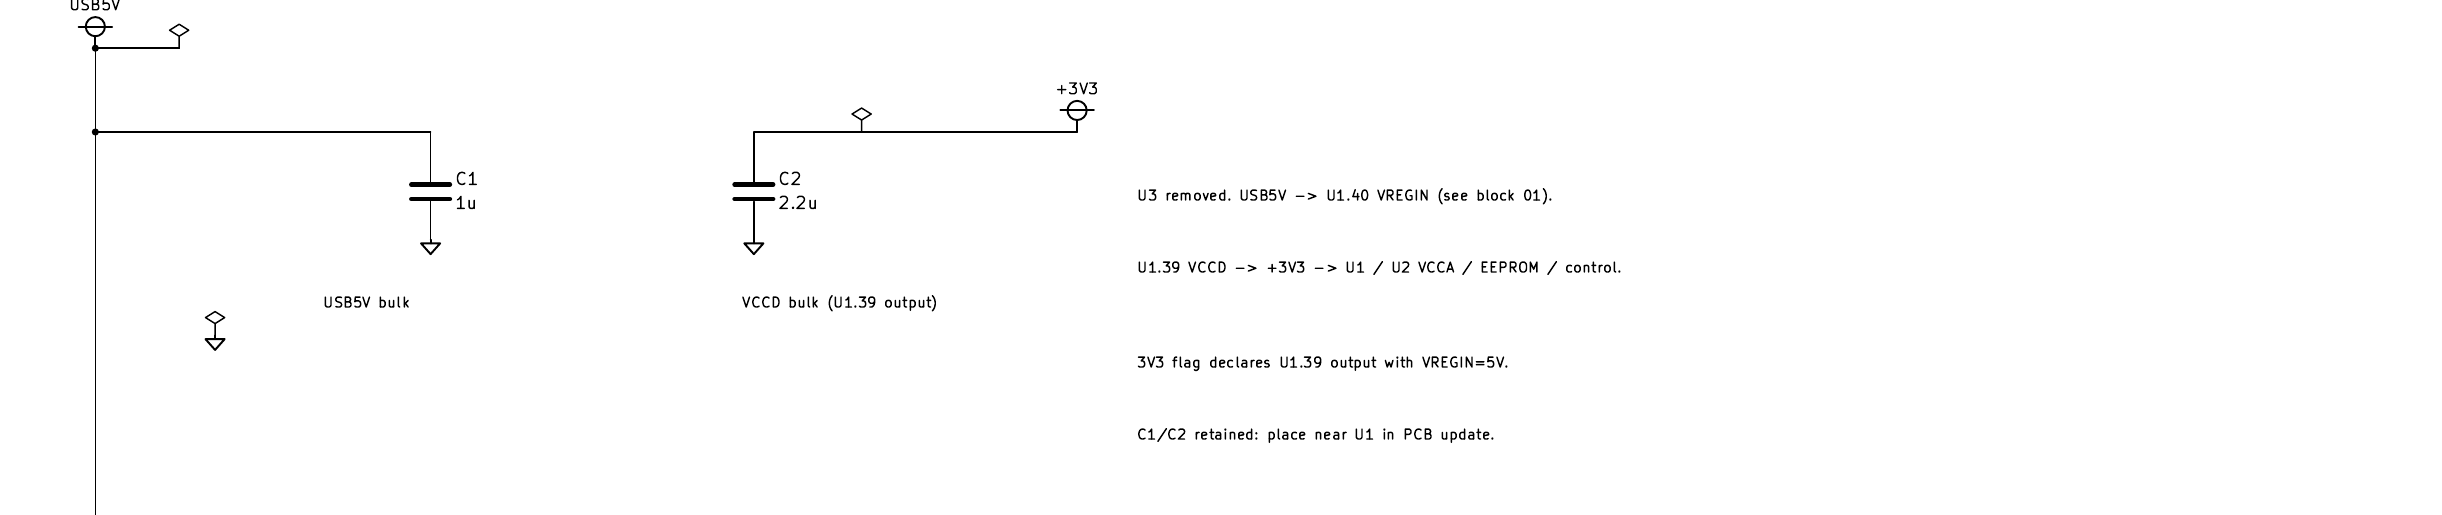 USB5V
+3V3
C1
1u
C2
2.2u
U3 removed. USB5V -> U1.40 VREGIN (see block 01).
U1.39 VCCD -> +3V3 -> U1 / U2 VCCA / EEPROM / control.
USB5V bulk
VCCD bulk (U1.39 output)
3V3 flag declares U1.39 output with VREGIN=5V.
C1/C2 retained: place near U1 in PCB update.